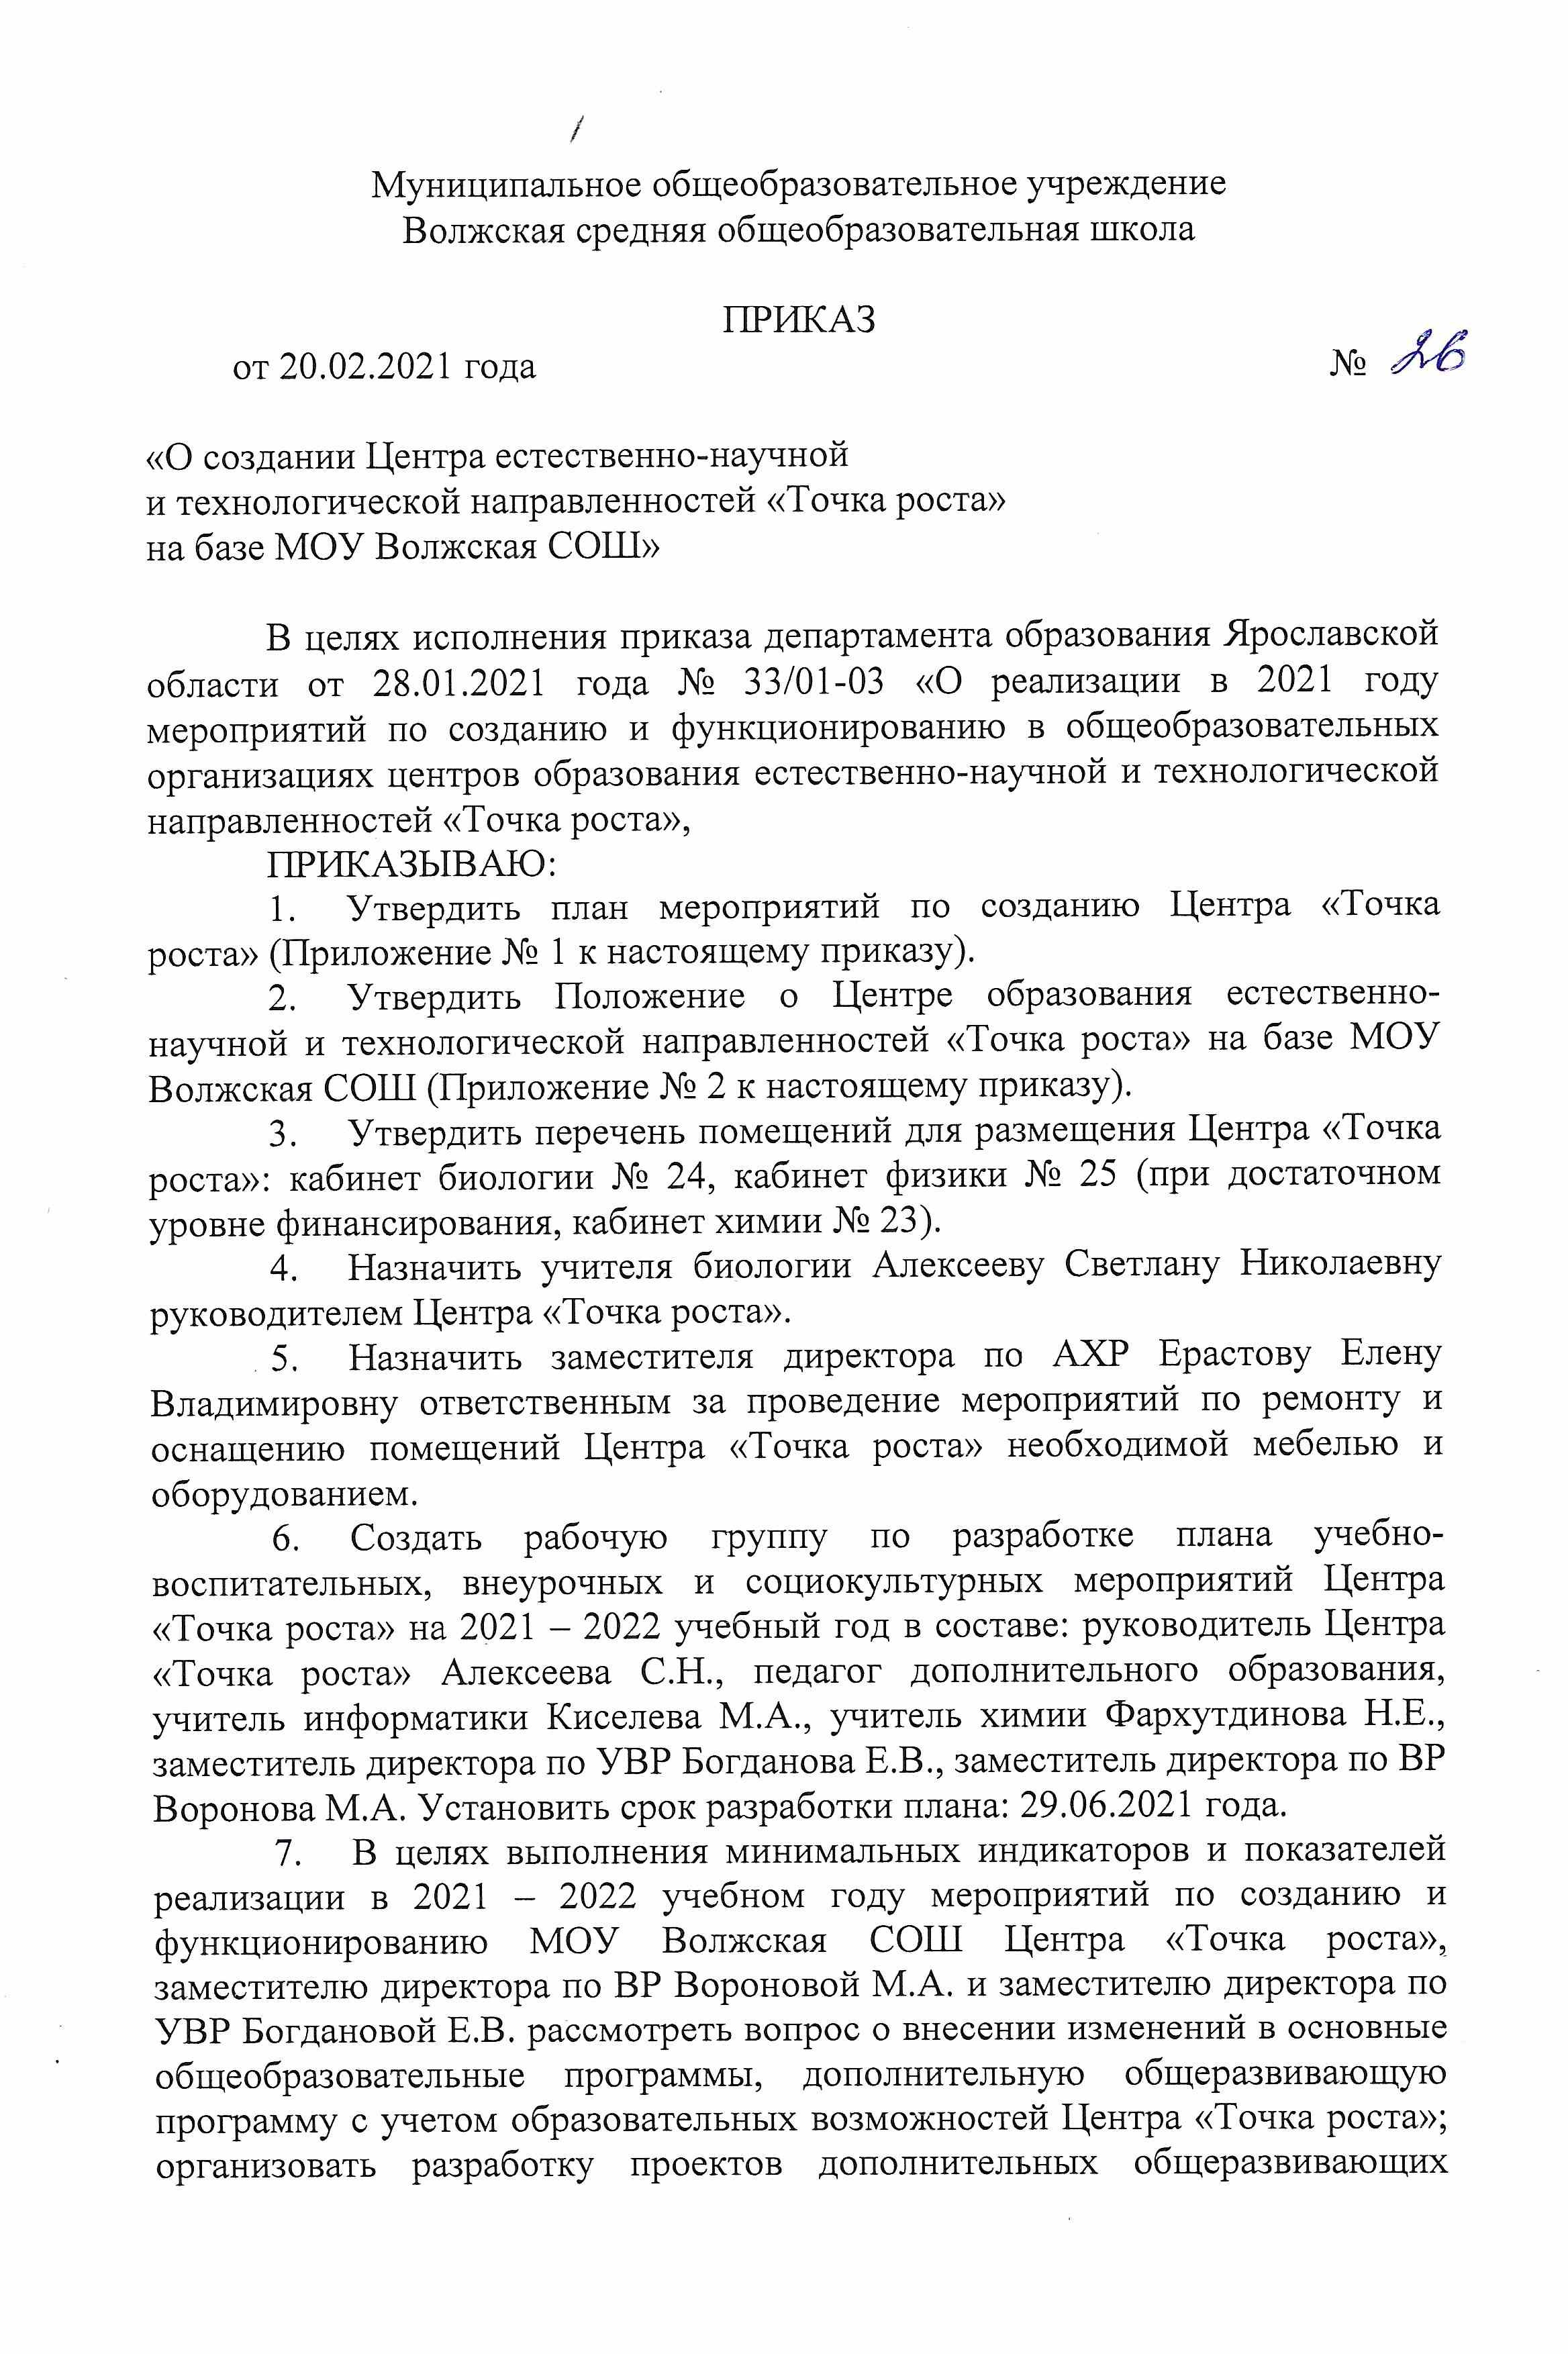 Муниципальное общеобразовательное учреждение
Волжская средняя общеобразовательная школа
ПРИКАЗ
от 20.02.2021 года № 26
«О создании Центра естественно-научной
и технологической направленностей «Точка роста»
на базе МОУ Волжская СОШ»
В целях исполнения приказа департамента образования Ярославской
области от 28.01.2021 года № 33/01-03 «О реализации в 2021 году
мероприятий по созданию и функционированию в общеобразовательных
организациях центров образования естественно-научной и технологической
направленностей «Точка роста»,
ПРИКАЗЫВАЮ:
1. Утвердить план мероприятий по созданию Центра «Точка
роста» (Приложение № 1 к настоящему приказу).
2. Утвердить Положение о Центре образования естественно-
научной и технологической направленностей «Точка роста» на базе МОУ
Волжская СОШ (Приложение № 2 к настоящему приказу).
3. Утвердить перечень помещений для размещения Центра «Точка
роста»: кабинет биологии № 24, кабинет физики № 25 (при достаточном
уровне финансирования, кабинет химии № 23).
4. Назначить учителя биологии Алексееву Светлану Николаевну
руководителем Центра «Точка роста».
5. Назначить заместителя директора по АХР Ерастову Елену
Владимировну ответственным за проведение мероприятий по ремонту и
оснащению помещений Центра «Точка роста» необходимой мебелью и
оборудованием.
6. Создать рабочую группу по разработке плана учебно-
воспитательных, внеурочных и социокультурных мероприятий Центра
«Точка роста» на 2021 – 2022 учебный год в составе: руководитель Центра
«Точка роста» Алексеева С.Н., педагог дополнительного образования,
учитель информатики Киселева М.А., учитель химии Фархутдинова Н.Е.,
заместитель директора по УВР Богданова Е.В., заместитель директора по ВР
Воронова М.А. Установить срок разработки плана: 29.06.2021 года.
7. В целях выполнения минимальных индикаторов и показателей
реализации в 2021 – 2022 учебном году мероприятий по созданию и
функционированию МОУ Волжская СОШ Центра «Точка роста»,
заместителю директора по ВР Вороновой М.А. и заместителю директора по
УВР Богдановой Е.В. рассмотреть вопрос о внесении изменений в основные
общеобразовательные программы, дополнительную общеразвивающую
программу с учетом образовательных возможностей Центра «Точка роста»;
организовать разработку проектов дополнительных общеразвивающих